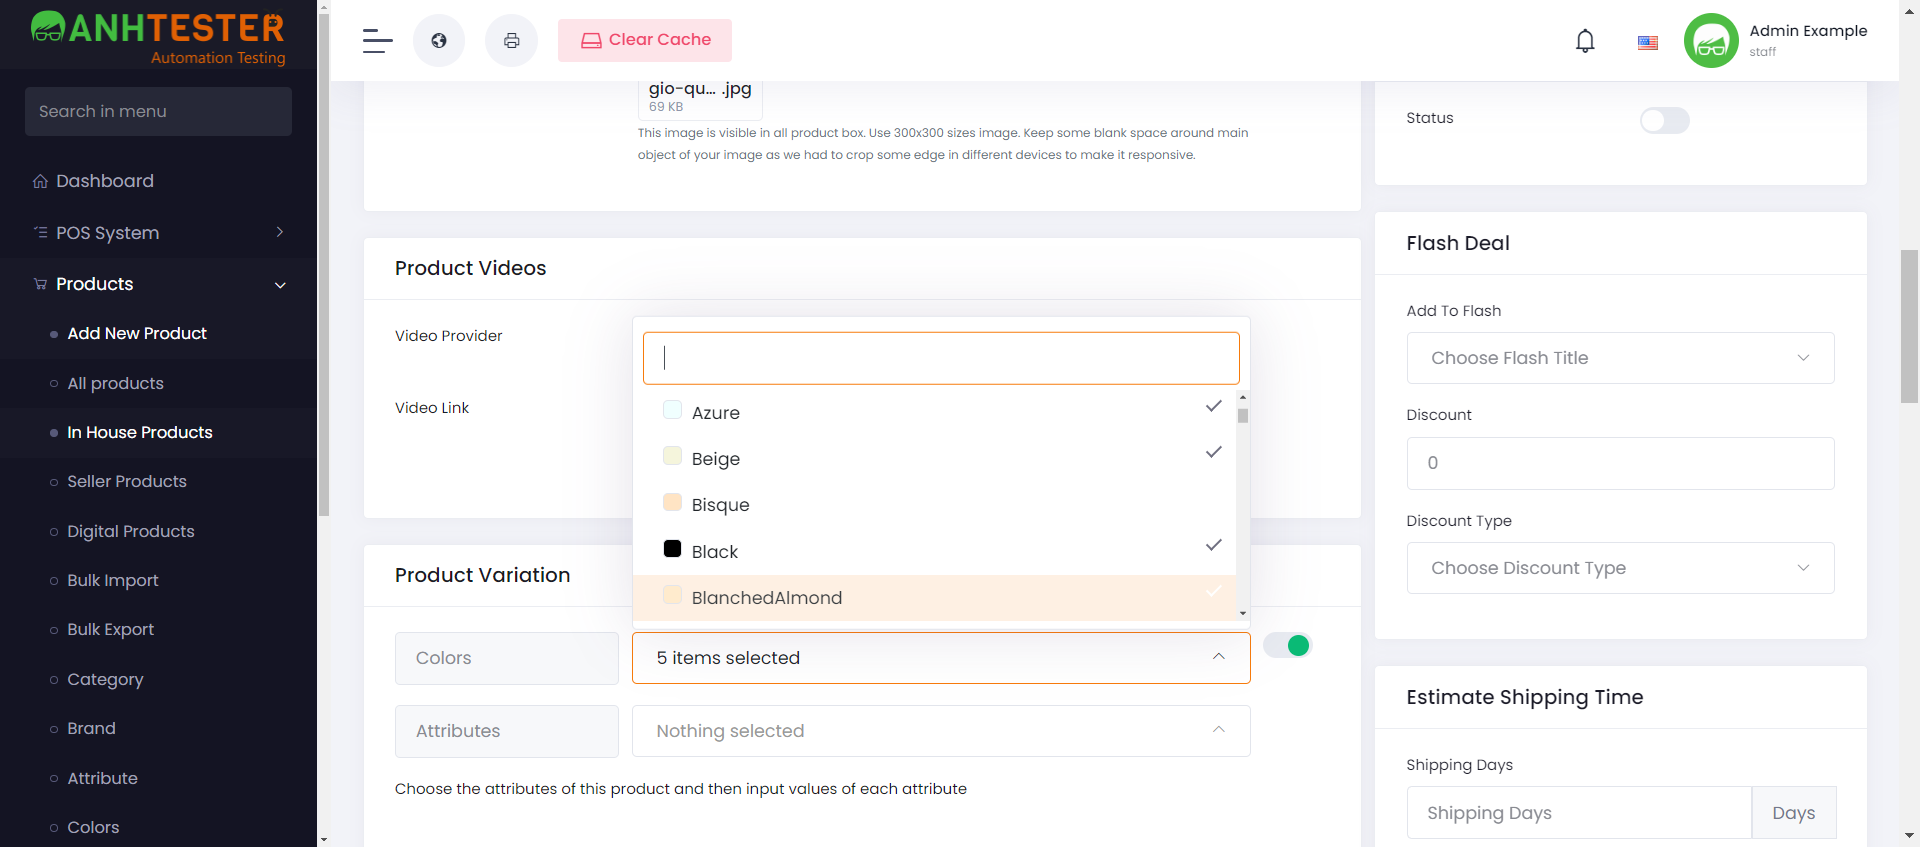 ANHTESTER
Automation Testing
Search in menu
Dashboard
POS System
Products
Add New Product
All products
In House Products
Seller Products
Digital Products
Bulk Import
Bulk Export
Category
Brand
Attribute
Colors
Clear Cache
Admin Example
staff
gio-qu... .jpg
69 KB
This image is visible in all product box. Use 300x300 sizes image. Keep some blank space around main
object of your image as we had to crop some edge in different devices to make it responsive.
Product Videos
Video Provider
Video Link
Azure
Beige
Bisque
Black
BlanchedAlmond
Product Variation
Colors
5 items selected
Attributes
Nothing selected
Choose the attributes of this product and then input values of each attribute
Status
Flash Deal
Add To Flash
Choose Flash Title
Discount
0
Discount Type
Choose Discount Type
Estimate Shipping Time
Shipping Days
Shipping Days
Days